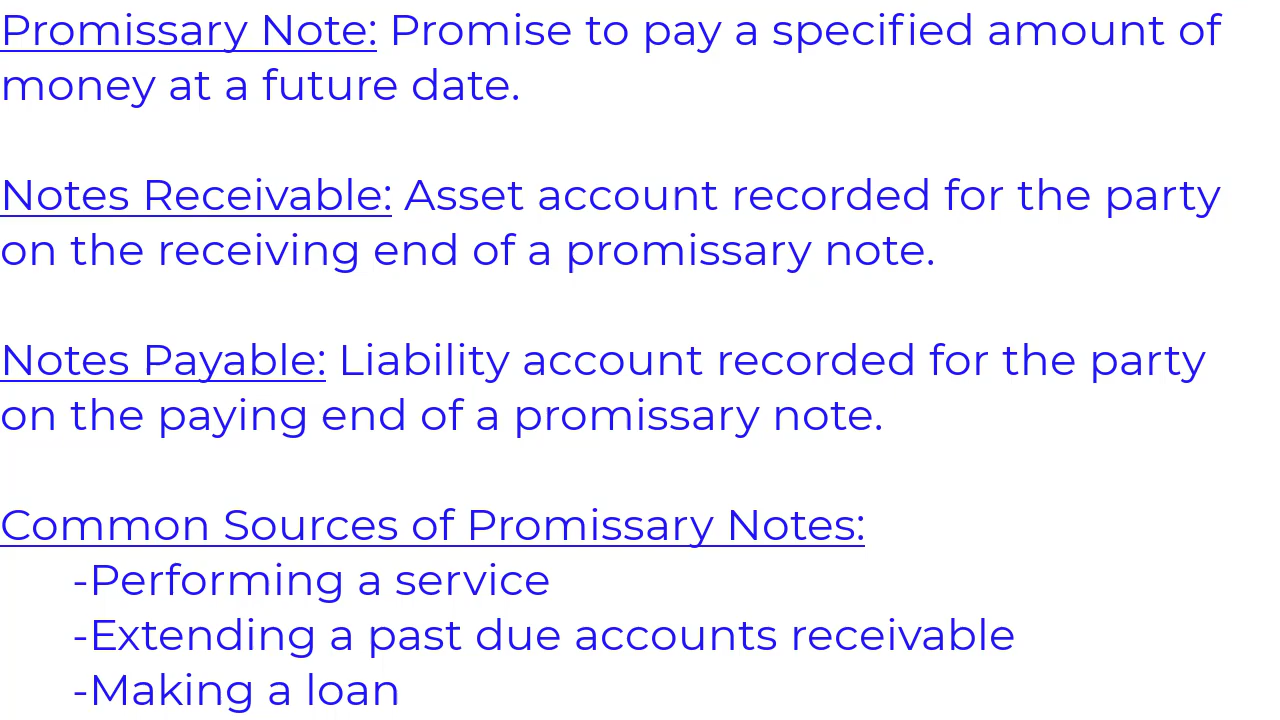 Promissary Note: Promise to pay a specified amount of
money at a future date.
Notes Receivable: Asset account recorded for the party
on the receiving end of a promissary note.
Notes Payable: Liability account recorded for the party
on the paying end of a promissary note.
Common Sources of Promissary Notes:
-Performing a service
-Extending a past due accounts receivable
-Making a loan